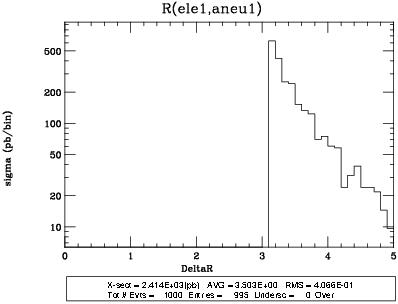 R(ele1,aneu1)
sigma (pb/bin)
500
200
100
50
20
10
0 1 2 3 4 5
DeltaR
X-sect = 2.414E+03(pb) AVG = 3.503E+00 RMS = 4.066E-01
Tot # Evts = 1000 Entries = 995 Undersc = 0 Over